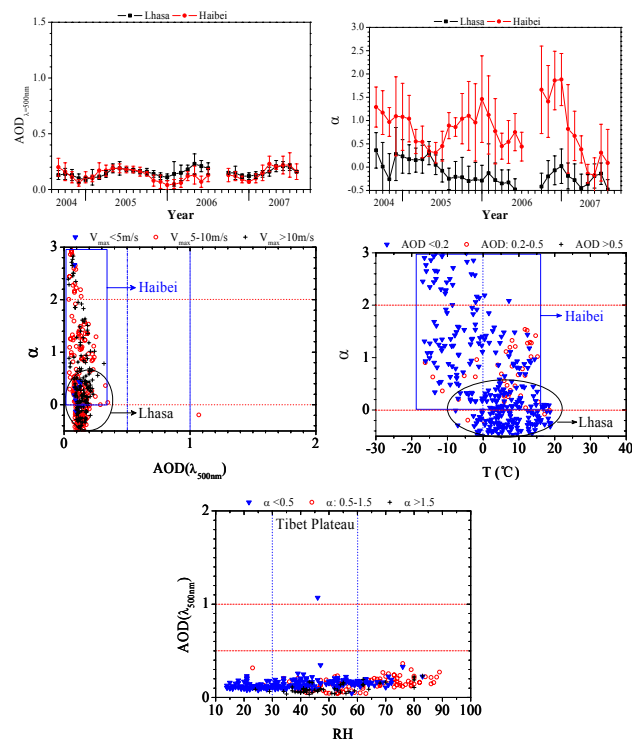 Lhasa Haibei
AOD λ=500nm
1.5
1.0
0.5
0.0
2004 2005 2006 2007
Year
Lhasa Haibei
α
3.0
2.5
2.0
1.5
1.0
0.5
0.0
-0.5
2004 2005 2006 2007
Year
Vmax<5m/s Vmax5-10m/s Vmax>10m/s
α
3
2
1
0
Haibei
Lhasa
0 1 2
AOD(λ500nm)
AOD <0.2 AOD: 0.2-0.5 AOD >0.5
α
3
2
1
0
Haibei
Lhasa
-30 -20 -10 0 10 20 30 40
T (℃)
α <0.5 α: 0.5-1.5 α >1.5
Tibet Plateau
AOD(λ500nm)
2
1
0
10 20 30 40 50 60 70 80 90 100
RH